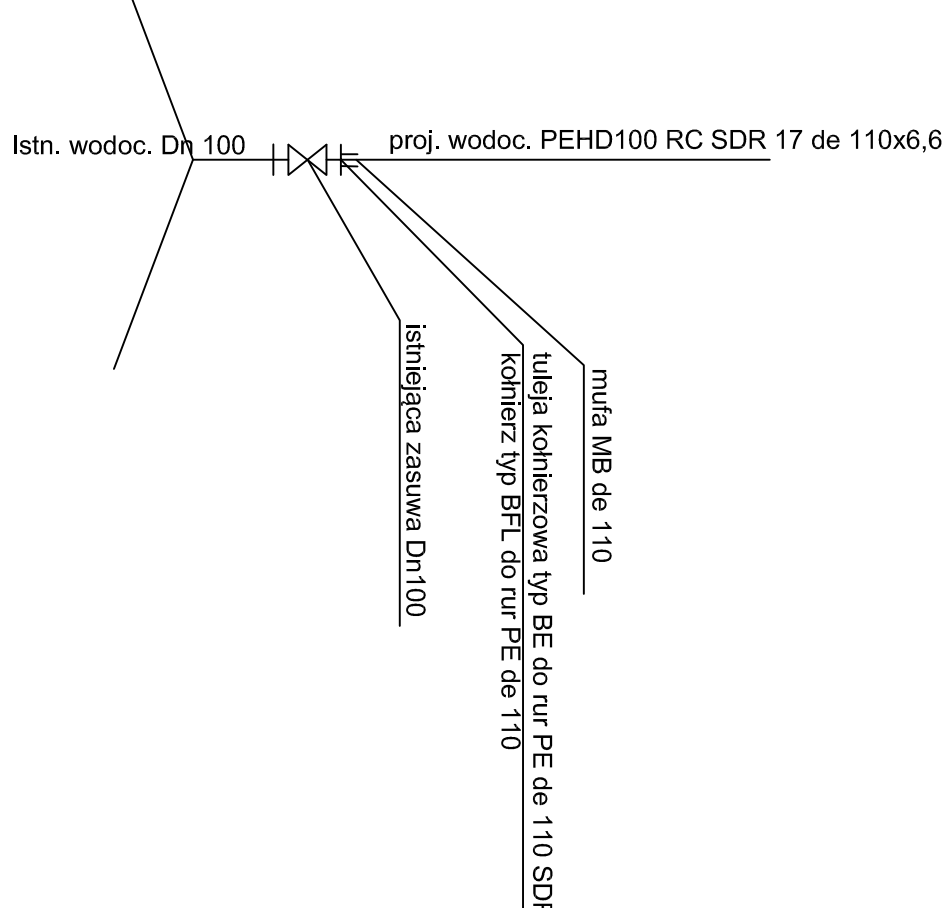 Istn. wodoc. Dn 100
proj. wodoc. PEHD100 RC SDR 17 de 110x6,6
istniejąca zasuwa Dn100
kołnierz typ BFL do rur PE de 110
tuleja kołnierzowa typ BE do rur PE de 110 SDR
mufa MB de 110